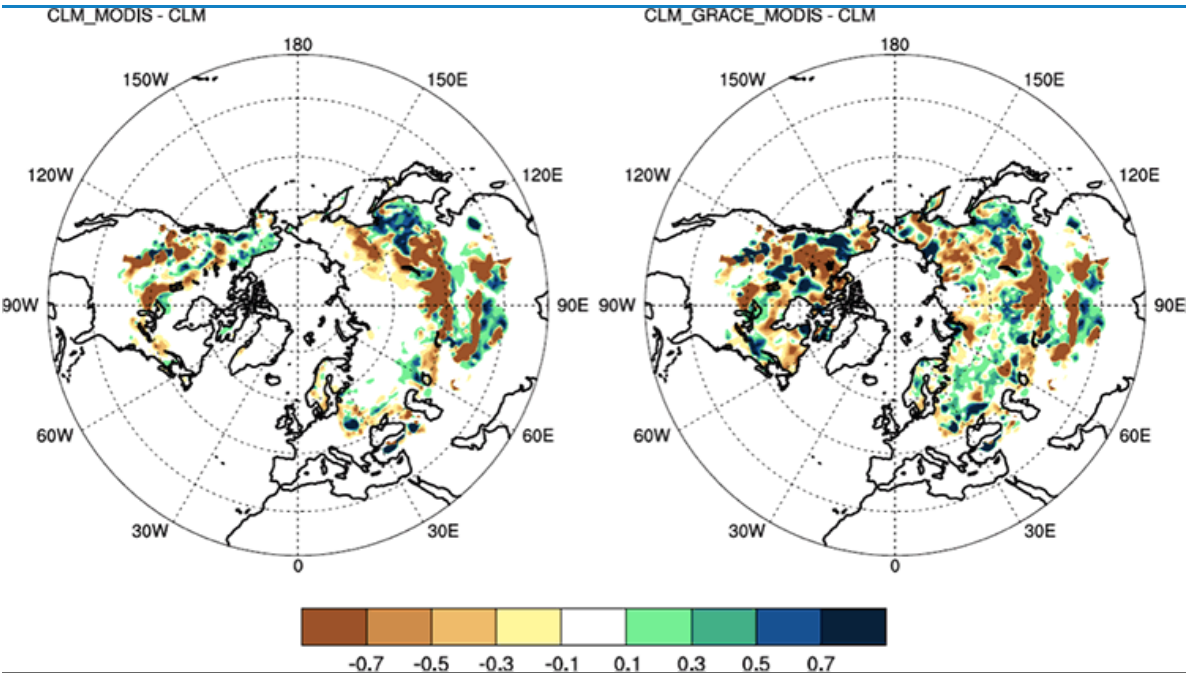 CLM_MODIS - CLM
CLM_GRACE_MODIS - CLM
180
150W
150E
120W
120E
90W
90E
60W
60E
30W
30E
0
180
150W
150E
120W
120E
90W
90E
60W
60E
30W
30E
0
-0.7 -0.5 -0.3 -0.1 0.1 0.3 0.5 0.7